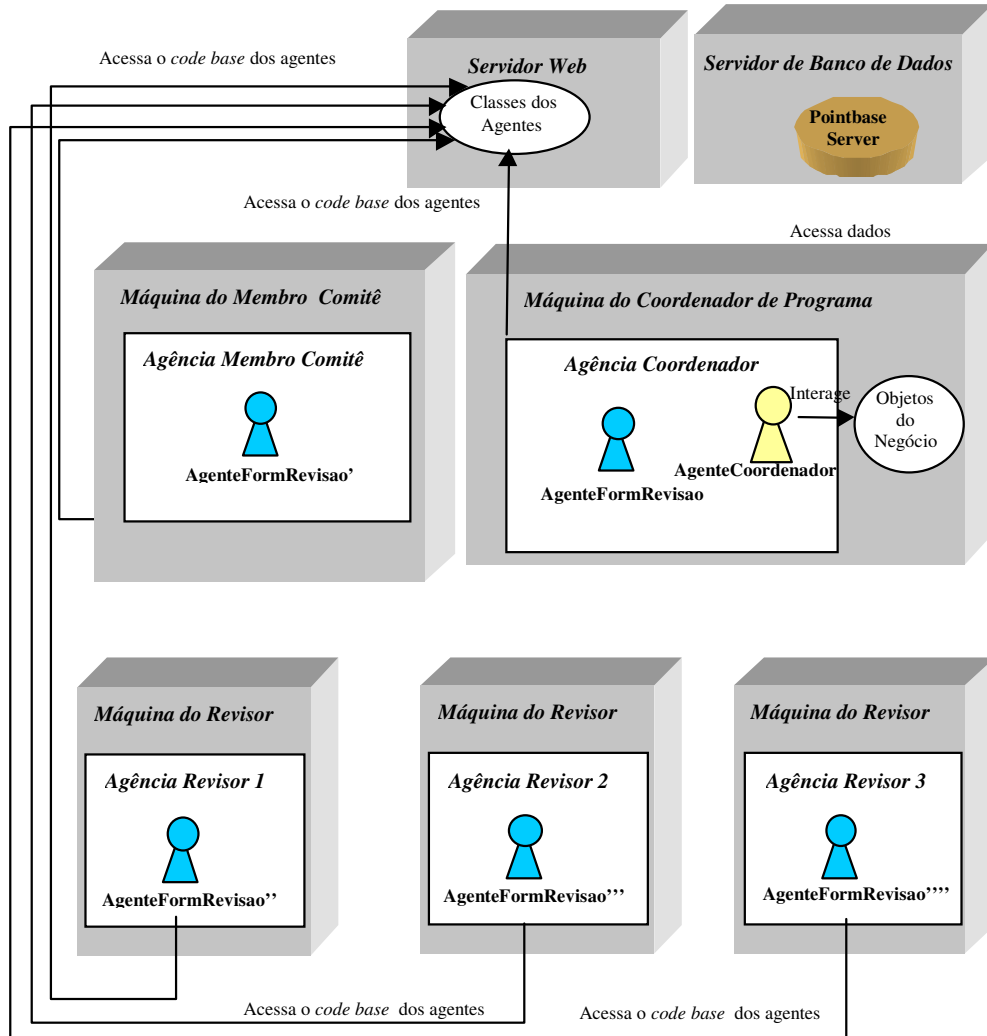 Acessa o code base dos agentes
Servidor Web
Classes dos
Agentes
Servidor de Banco de Dados
Pointbase
Server
Acessa o code base dos agentes
Acessa dados
Máquina do Membro Comitê
Agência Membro Comitê
AgenteFormRevisao'
Máquina do Coordenador de Programa
Agência Coordenador
Interage
Objetos
do
Negócio
AgenteCoordenador
AgenteFormRevisao
Máquina do Revisor
Agência Revisor 1
AgenteFormRevisao’’
Máquina do Revisor
Agência Revisor 2
AgenteFormRevisao’’’
Máquina do Revisor
Agência Revisor 3
AgenteFormRevisao’’’’
Acessa o code base dos agentes
Acessa o code base dos agentes